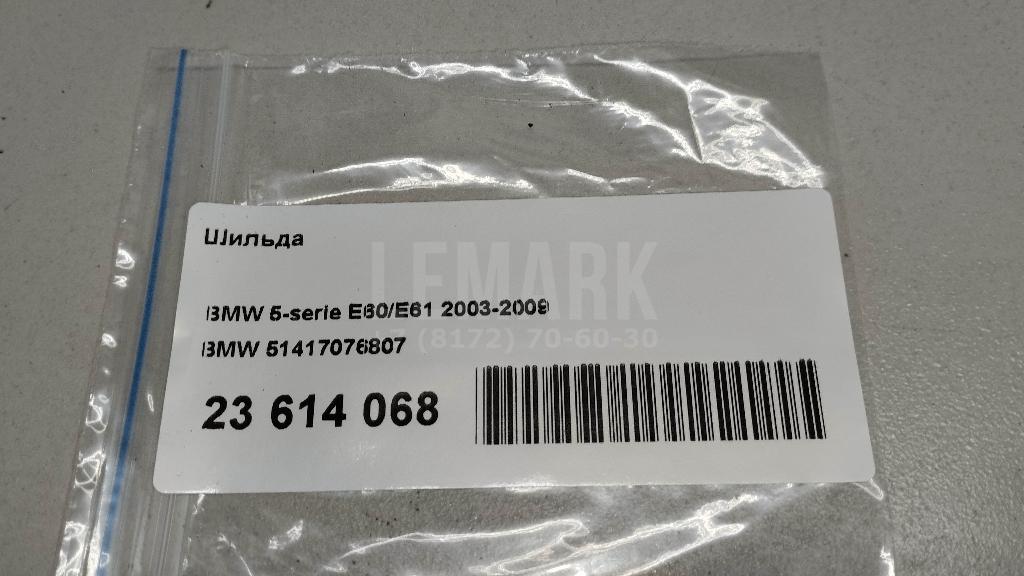 Шильда
LEMARK
BMW 5-serie E60/E61 2003-2009
+7 (8172) 70-60-30
BMW 51417076807
23 614 068